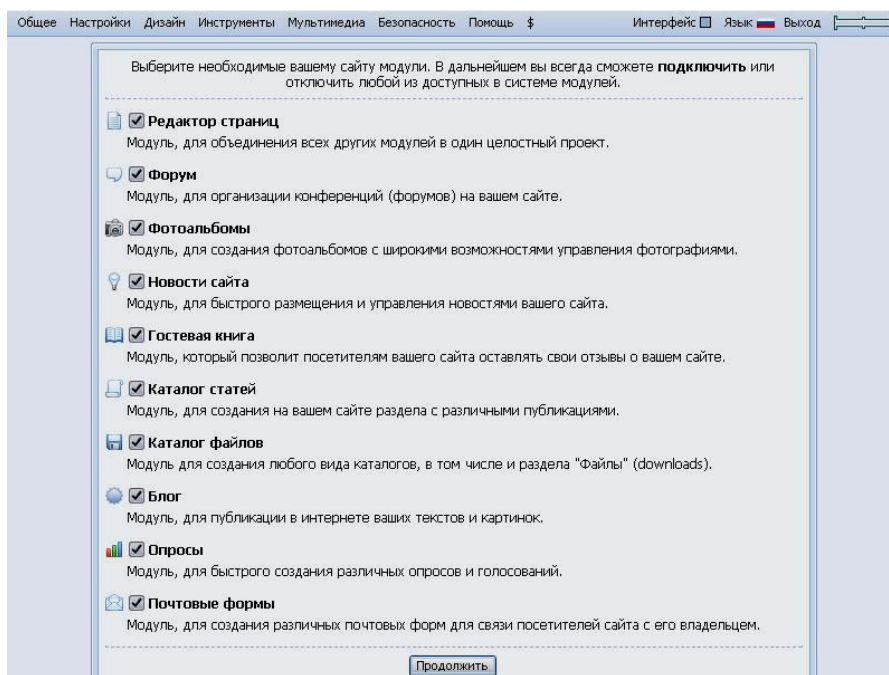 Общее Настройки Дизайн Инструменты Мультимедиа Безопасность Помощь $ Интерфейс Язык Выход
Выберите необходимые вашему сайту модули. В дальнейшем вы всегда сможете подключить или
отключить любой из доступных в системе модулей.
Редактор страниц
Модуль, для объединения всех других модулей в один целостный проект.
Форум
Модуль, для организации конференций (форумов) на вашем сайте.
Фотоальбомы
Модуль, для создания фотоальбомов с широкими возможностями управления фотографиями.
Новости сайта
Модуль, для быстрого размещения и управления новостями вашего сайта.
Гостевая книга
Модуль, который позволит посетителям вашего сайта оставлять свои отзывы о вашем сайте.
Каталог статей
Модуль, для создания на вашем сайте раздела с различными публикациями.
Каталог файлов
Модуль для создания любого вида каталогов, в том числе и раздела "Файлы" (downloads).
Блог
Модуль, для публикации в интернете ваших текстов и картинок.
Опросы
Модуль, для быстрого создания различных опросов и голосований.
Почтовые формы
Модуль, для создания различных почтовых форм для связи посетителей сайта с его владельцем.
Продолжить